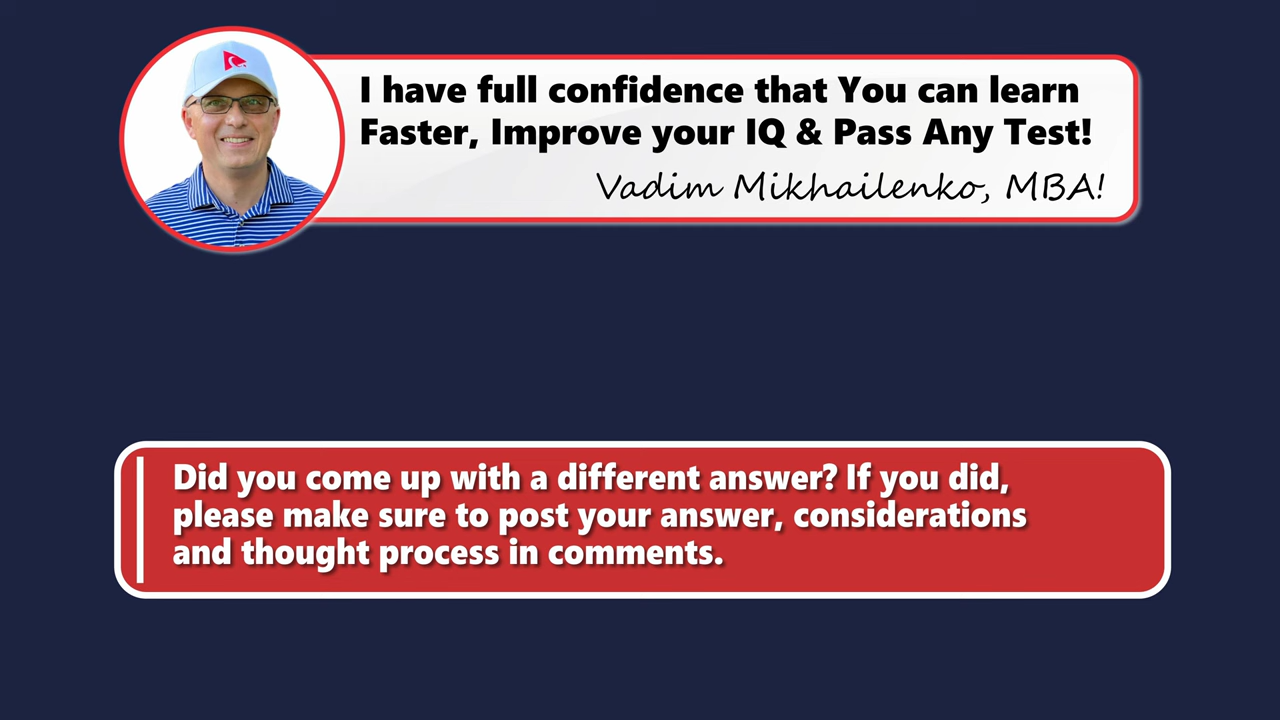 I have full confidence that You can learn
Faster, Improve your IQ & Pass Any Test!
Vadim Mikhailenko, MBA!
Did you come up with a different answer? If you did,
please make sure to post your answer, considerations
and thought process in comments.